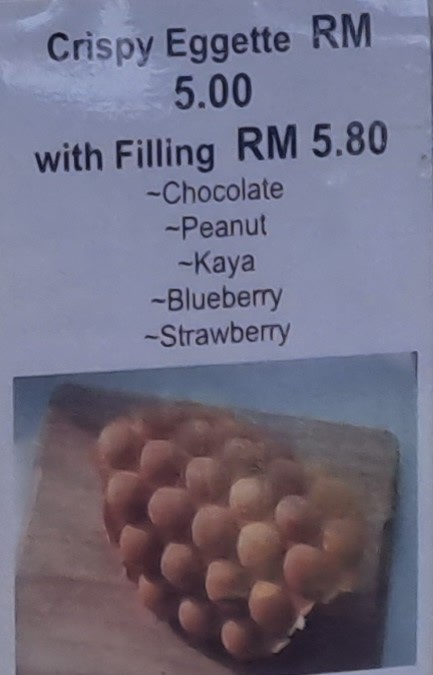 Crispy Eggette RM
5.00
with Filling RM 5.80
~Chocolate
~Peanut
~Kaya
~Blueberry
~Strawberry